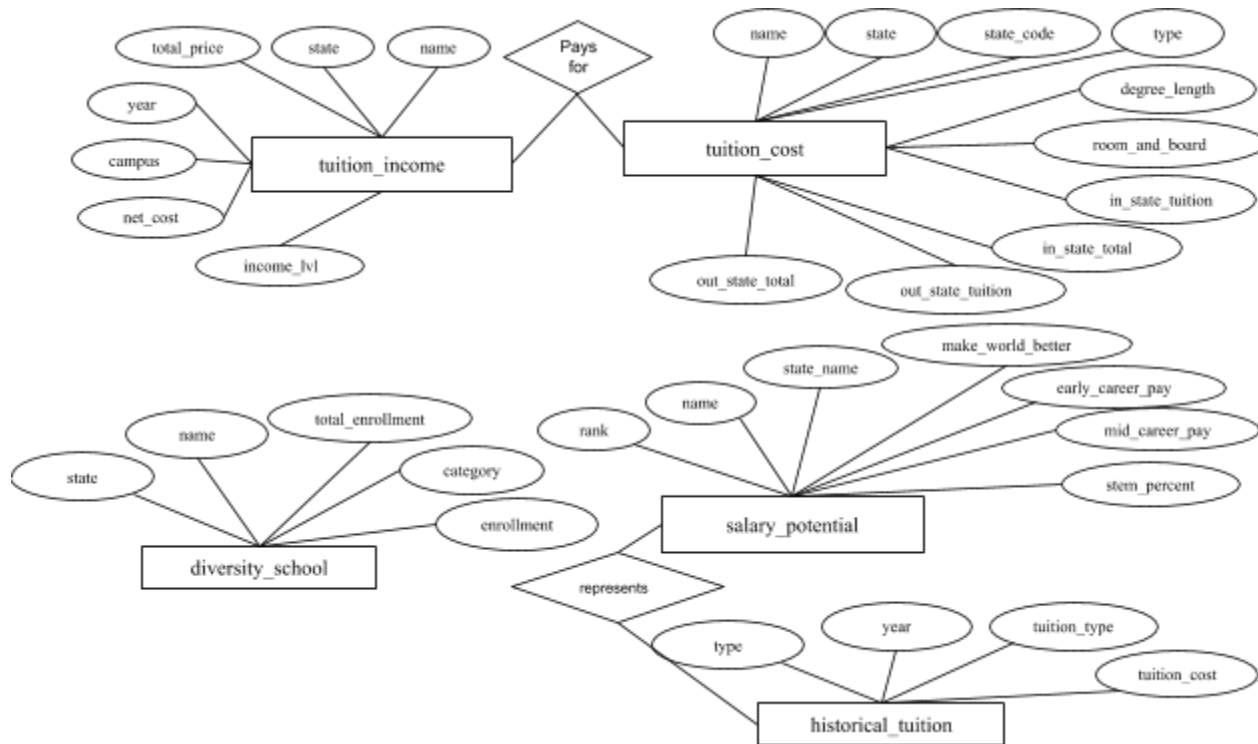 total_price
state
name
Pays
for
name
state
state_code
type
year
degree_length
campus
tuition_income
tuition_cost
room_and_board
net_cost
in_state_tuition
income_lvl
in_state_total
out_state_total
out_state_tuition
make_world_better
state_name
early_career_pay
name
total_enrollment
name
rank
mid_career_pay
state
category
stem_percent
enrollment
salary_potential
diversity_school
represents
type
year
tuition_type
tuition_cost
historical_tuition